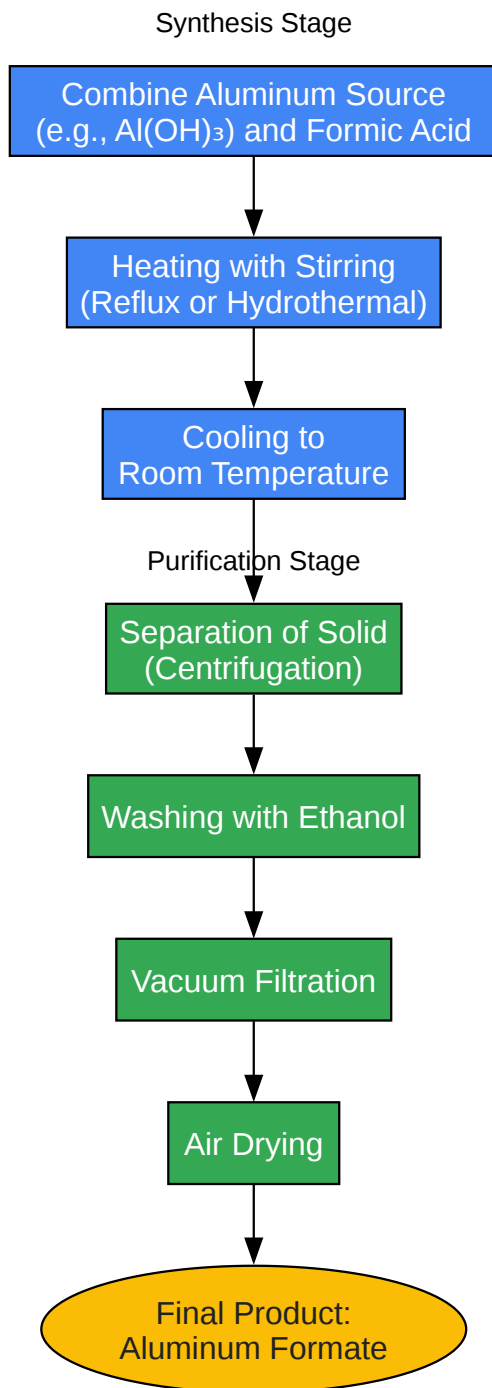 Synthesis Stage
Combine Aluminum Source
(e.g., Al(OH)₃) and Formic Acid
Heating with Stirring
(Reflux or Hydrothermal)
Cooling to
Room Temperature
Purification Stage
Separation of Solid
(Centrifugation)
Washing with Ethanol
Vacuum Filtration
Air Drying
Final Product:
Aluminum Formate